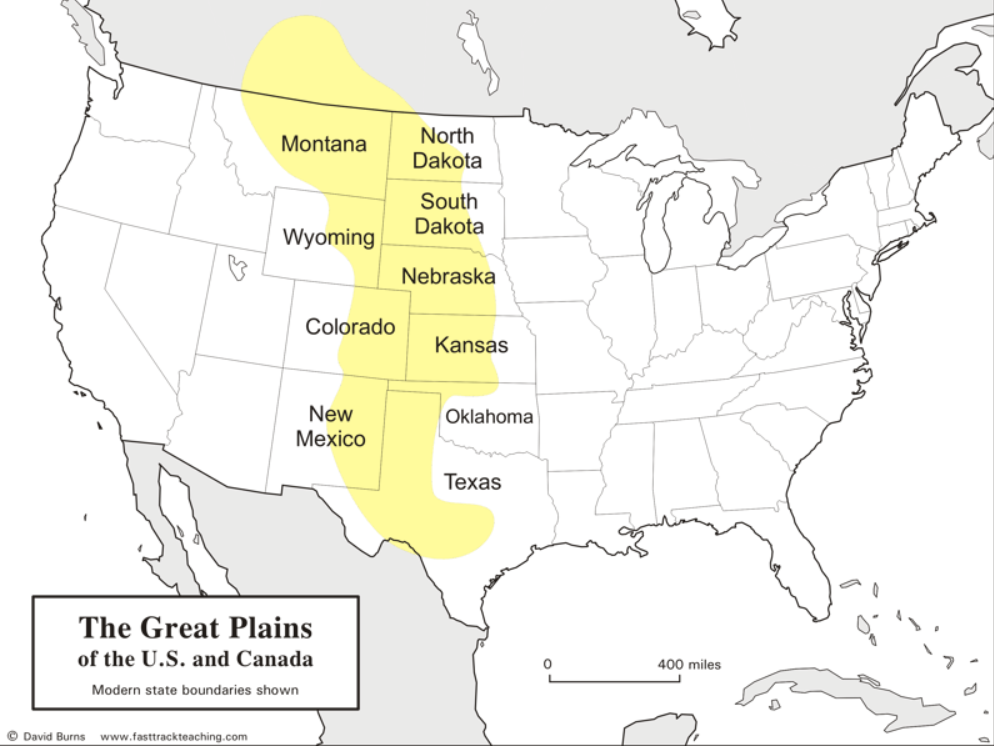 Montana
North
Dakota
South
Dakota
Wyoming
Nebraska
Colorado
Kansas
New
Mexico
Oklahoma
Texas
The Great Plains
of the U.S. and Canada
Modern state boundaries shown
0 400 miles
© David Burns www.fasttrackteaching.com